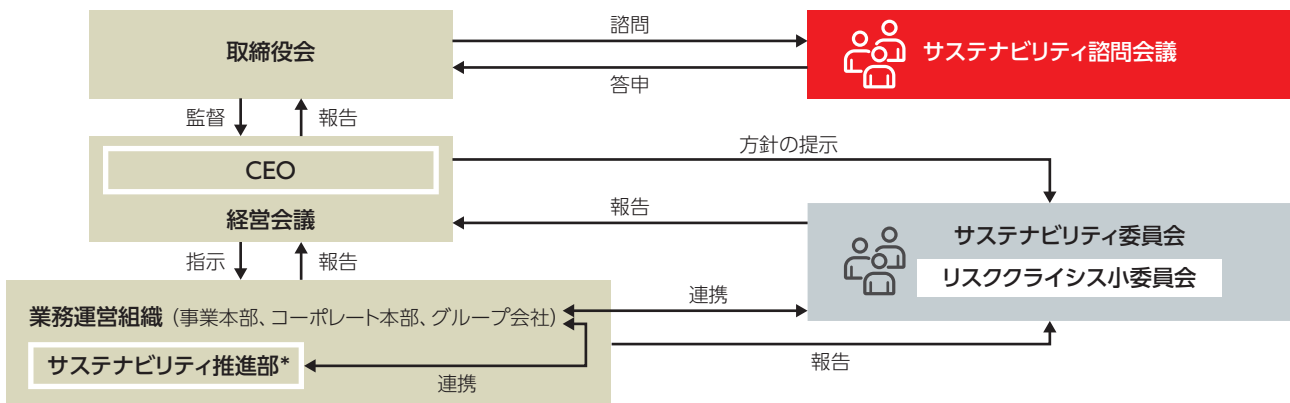 取締役会
諮問
答申
サステナビリティ諮問会議
監督
報告
CEO
経営会議
方針の提示
報告
サステナビリティ委員会
リスククライシス小委員会
指示
報告
業務運営組織（事業本部、コーポレート本部、グループ会社）
連携
サステナビリティ推進部*
連携
報告